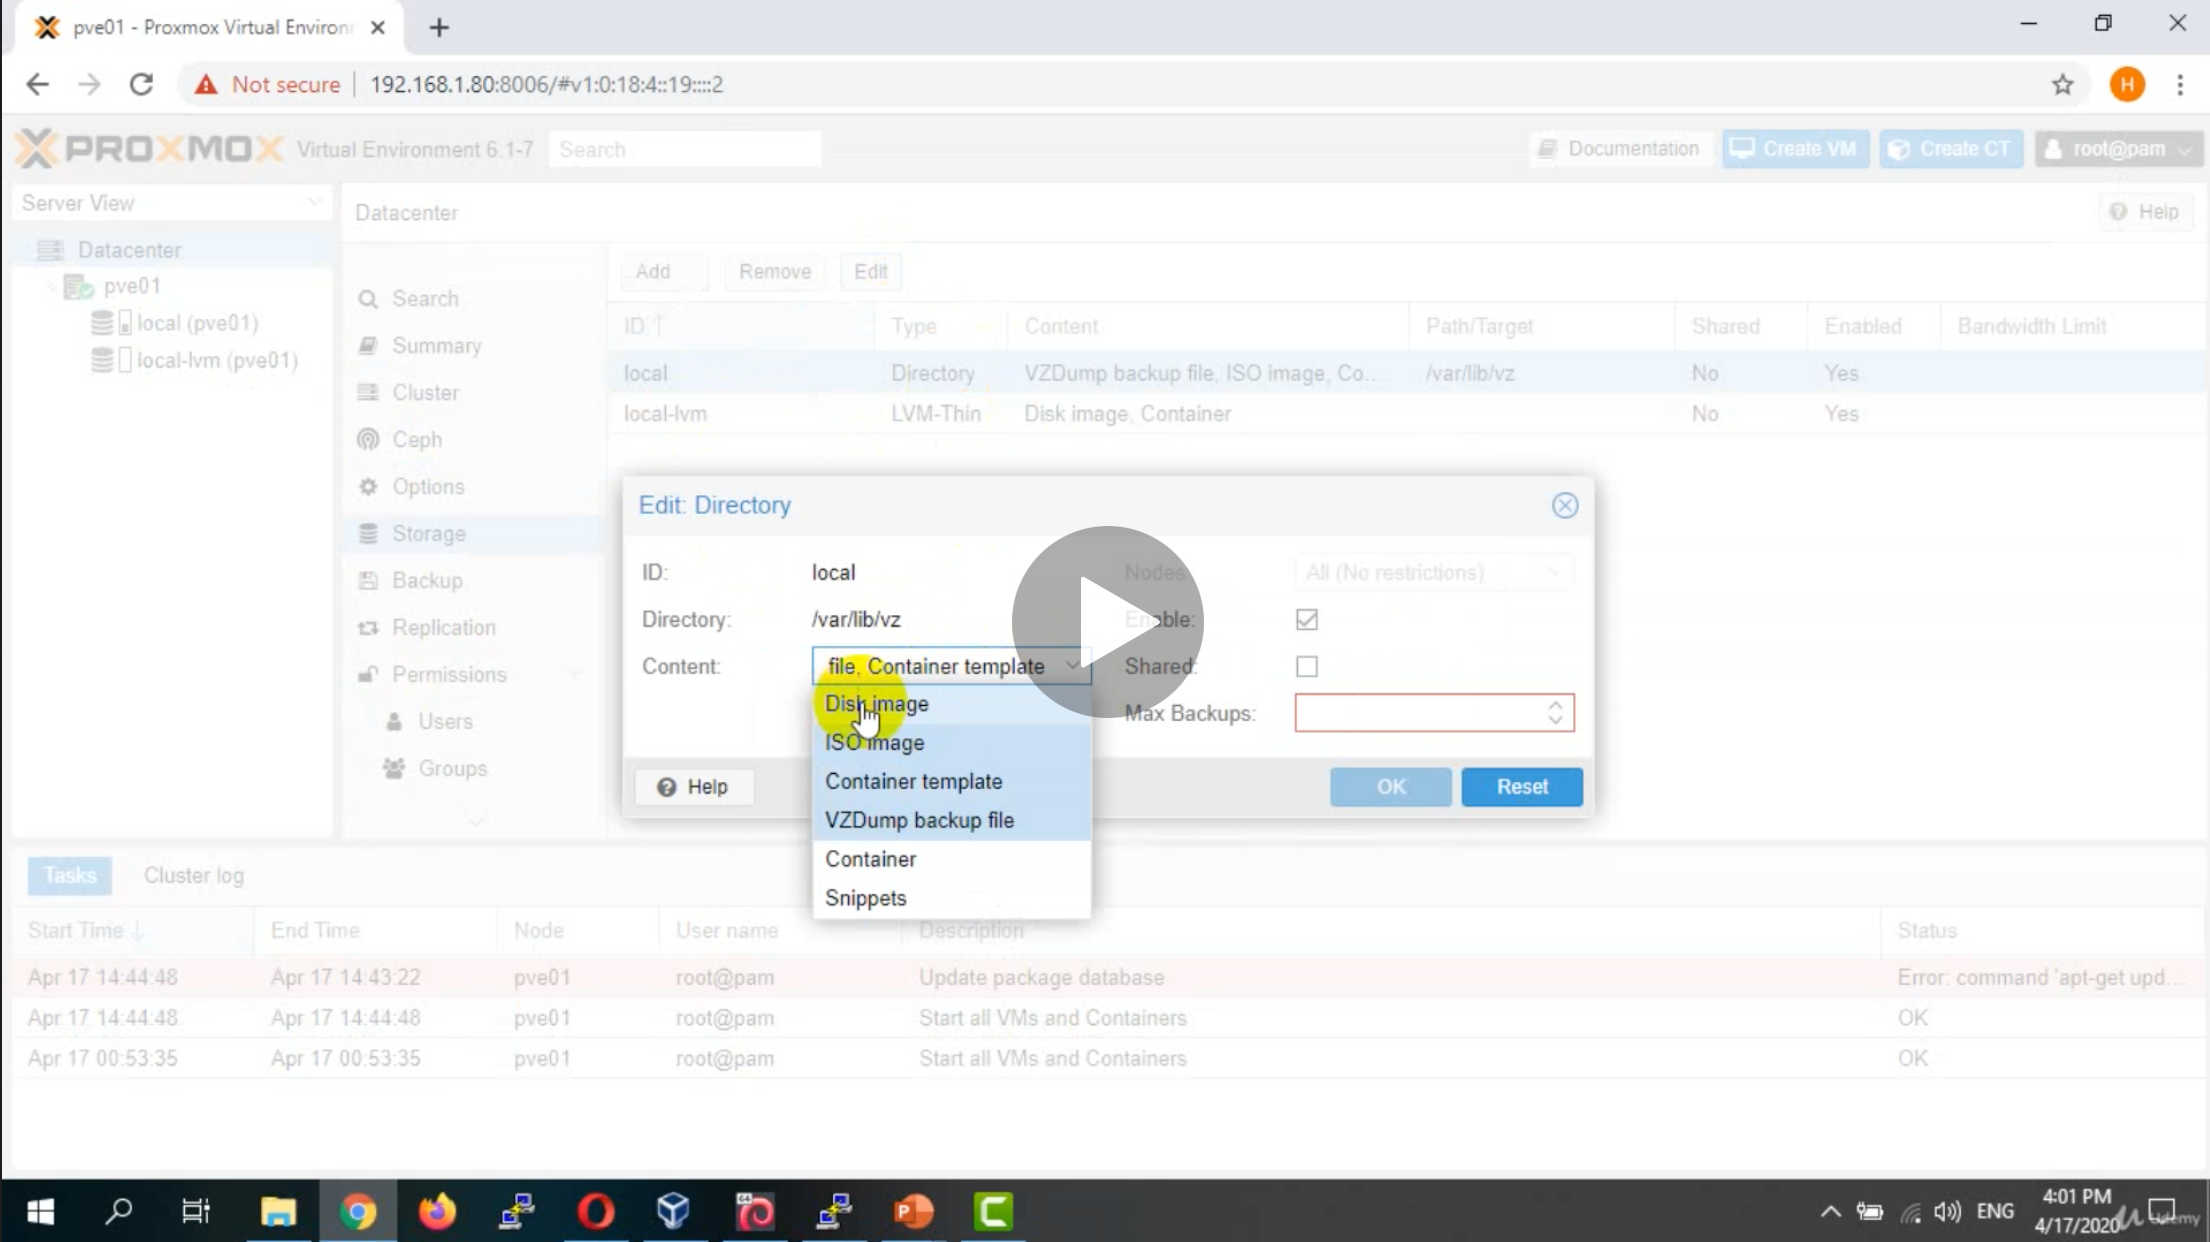 pve01 - Proxmox Virtual Environ
Not secure 192.168.1.80:8006/#v1:0:18:4::19::::2
H
PROXMOX Virtual Environment 6.1-7 Search Documentation Create VM Create CT root@pam
Server View
Datacenter Help
Datacenter
pve01
local (pve01)
local-lvm (pve01)
Search
Summary
Cluster
Ceph
Options
Storage
Backup
Replication
Permissions
Users
Groups
Add Remove Edit
ID Type Content Path/Target Shared Enabled Bandwidth Limit
local Directory VZDump backup file, ISO image, Co... /var/lib/vz No Yes
local-lvm LVM-Thin Disk image, Container No Yes
Edit: Directory
ID: local Nodes All (No restrictions)
Directory: /var/lib/vz Enable:
Content: file, Container template Shared:
Max Backups:
Disk image
ISO image
Container template
VZDump backup file
Container
Snippets
Help OK Reset
Tasks Cluster log
Start Time End Time Node User name Description Status
Apr 17 14:44:48 Apr 17 14:43:22 pve01 root@pam Update package database Error: command 'apt-get upd...
Apr 17 14:44:48 Apr 17 14:44:48 pve01 root@pam Start all VMs and Containers OK
Apr 17 00:53:35 Apr 17 00:53:35 pve01 root@pam Start all VMs and Containers OK
ENG 4:01 PM
4/17/2020
Udemy